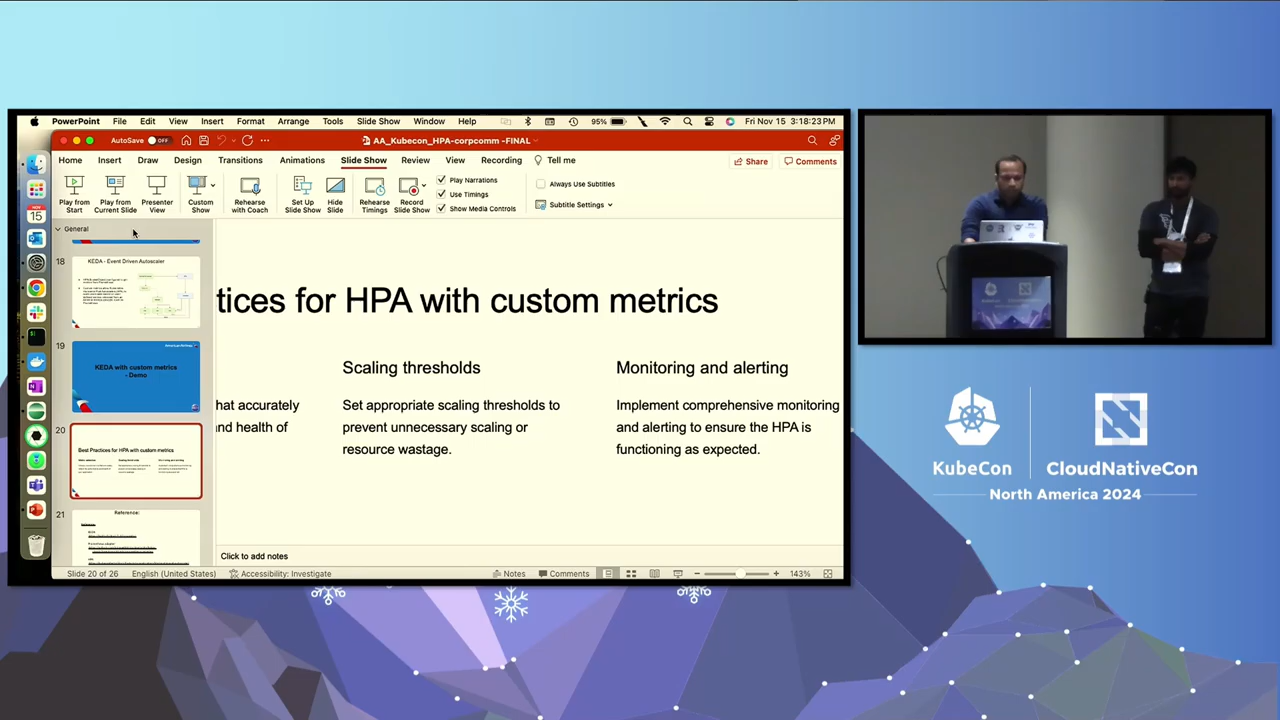 PowerPoint File Edit View Insert Format Arrange Tools Slide Show Window Help 95% Fri Nov 15 3:18:23 PM
AutoSave OFF AA_Kubecon_HPA-corpcomm -FINAL
Home Insert Draw Design Transitions Animations Slide Show Review View Recording Tell me Share Comments
Play from Start
Play from Current Slide
Presenter View
Custom Show
Rehearse with Coach
Set Up Slide Show
Hide Slide
Rehearse Timings
Record Slide Show
Play Narrations
Use Timings
Show Media Controls
Always Use Subtitles
Subtitle Settings
NOV
15
General
18
KEDA - Event Driven Autoscaler
19
KEDA with custom metrics
- Demo
20
Best Practices for HPA with custom metrics
21
Reference:
tices for HPA with custom metrics
hat accurately
nd health of
Scaling thresholds
Set appropriate scaling thresholds to
prevent unnecessary scaling or
resource wastage.
Monitoring and alerting
Implement comprehensive monitoring
and alerting to ensure the HPA is
functioning as expected.
Click to add notes
Slide 20 of 26 English (United States) Accessibility: Investigate Notes Comments 143%
KubeCon
CloudNativeCon
North America 2024